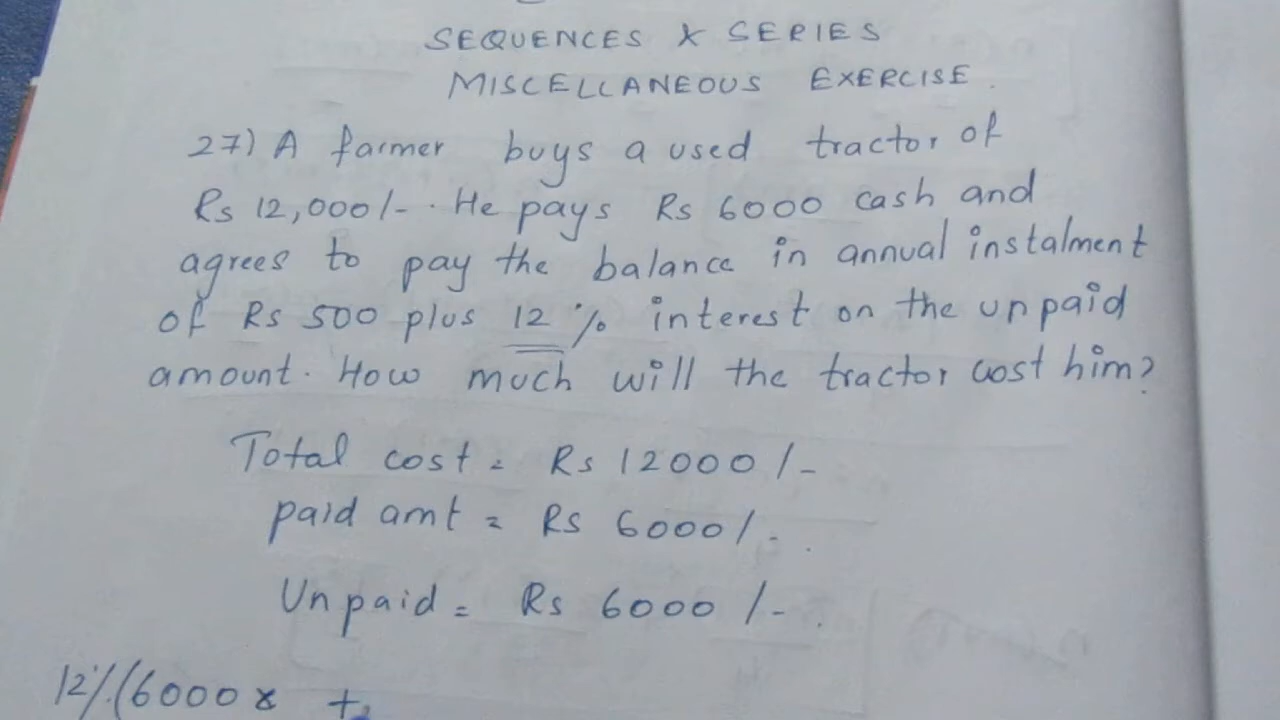 SEQUENCES & SERIES
MISCELLANEOUS EXERCISE.
27) A farmer buys a used tractor of
Rs 12,000/-. He pays Rs 6000 cash and
agrees to pay the balance in annual instalment
of Rs 500 plus 12 % interest on the unpaid
amount. How much will the tractor cost him?
Total cost = Rs 12000/-
paid amt = Rs 6000/-.
Unpaid = Rs 6000/-.
12%(6000 x +